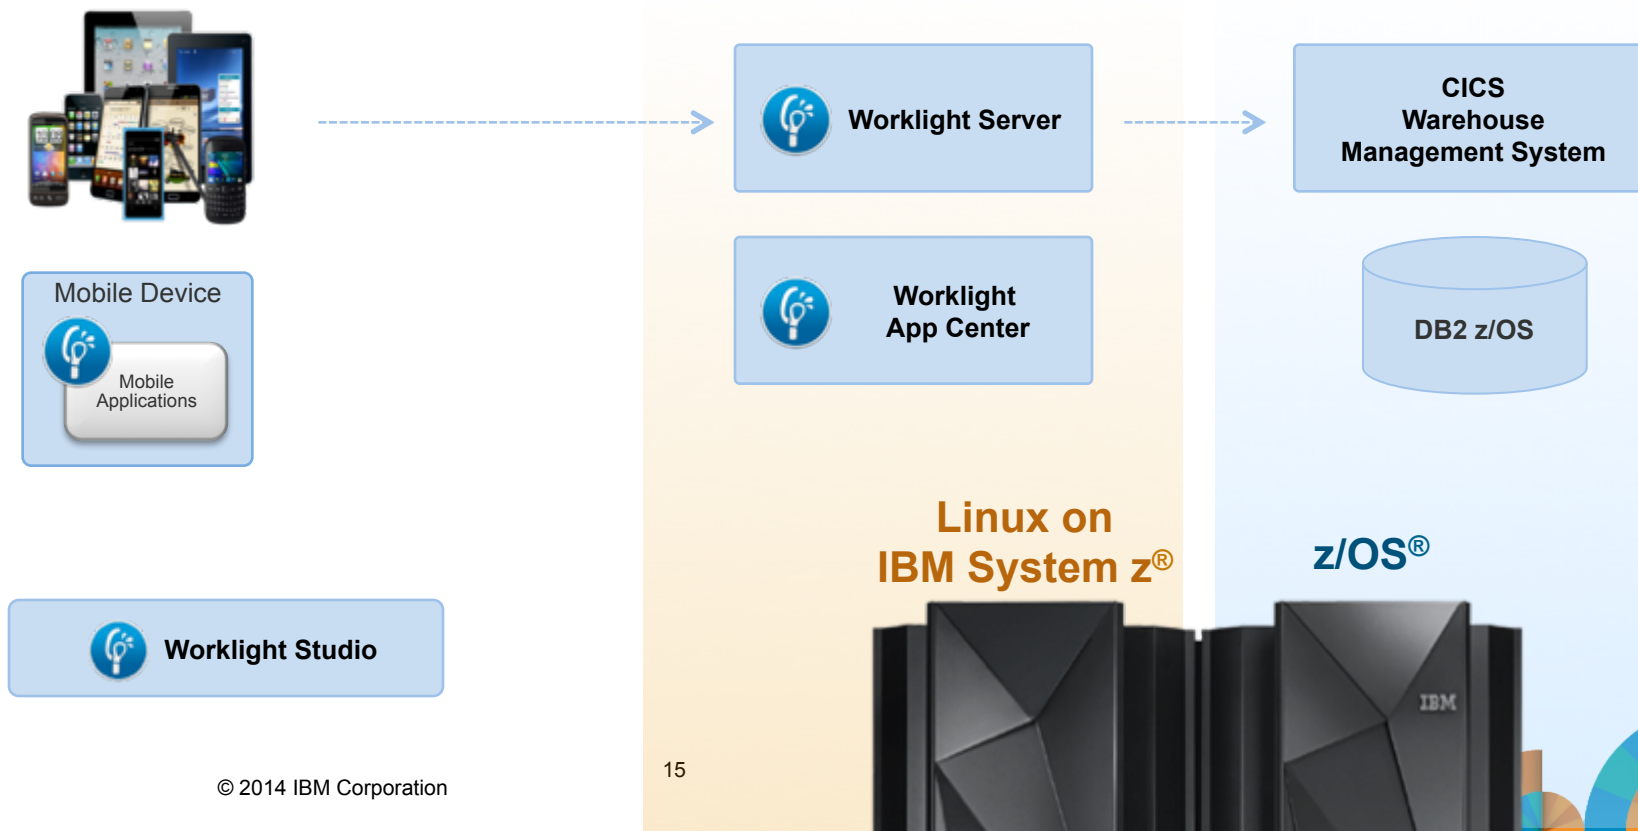 Worklight Server
CICS
Warehouse
Management System
Mobile Device
Mobile
Applications
Worklight
App Center
DB2 z/OS
Linux on
IBM System z®
z/OS®
Worklight Studio
IBM
© 2014 IBM Corporation
15